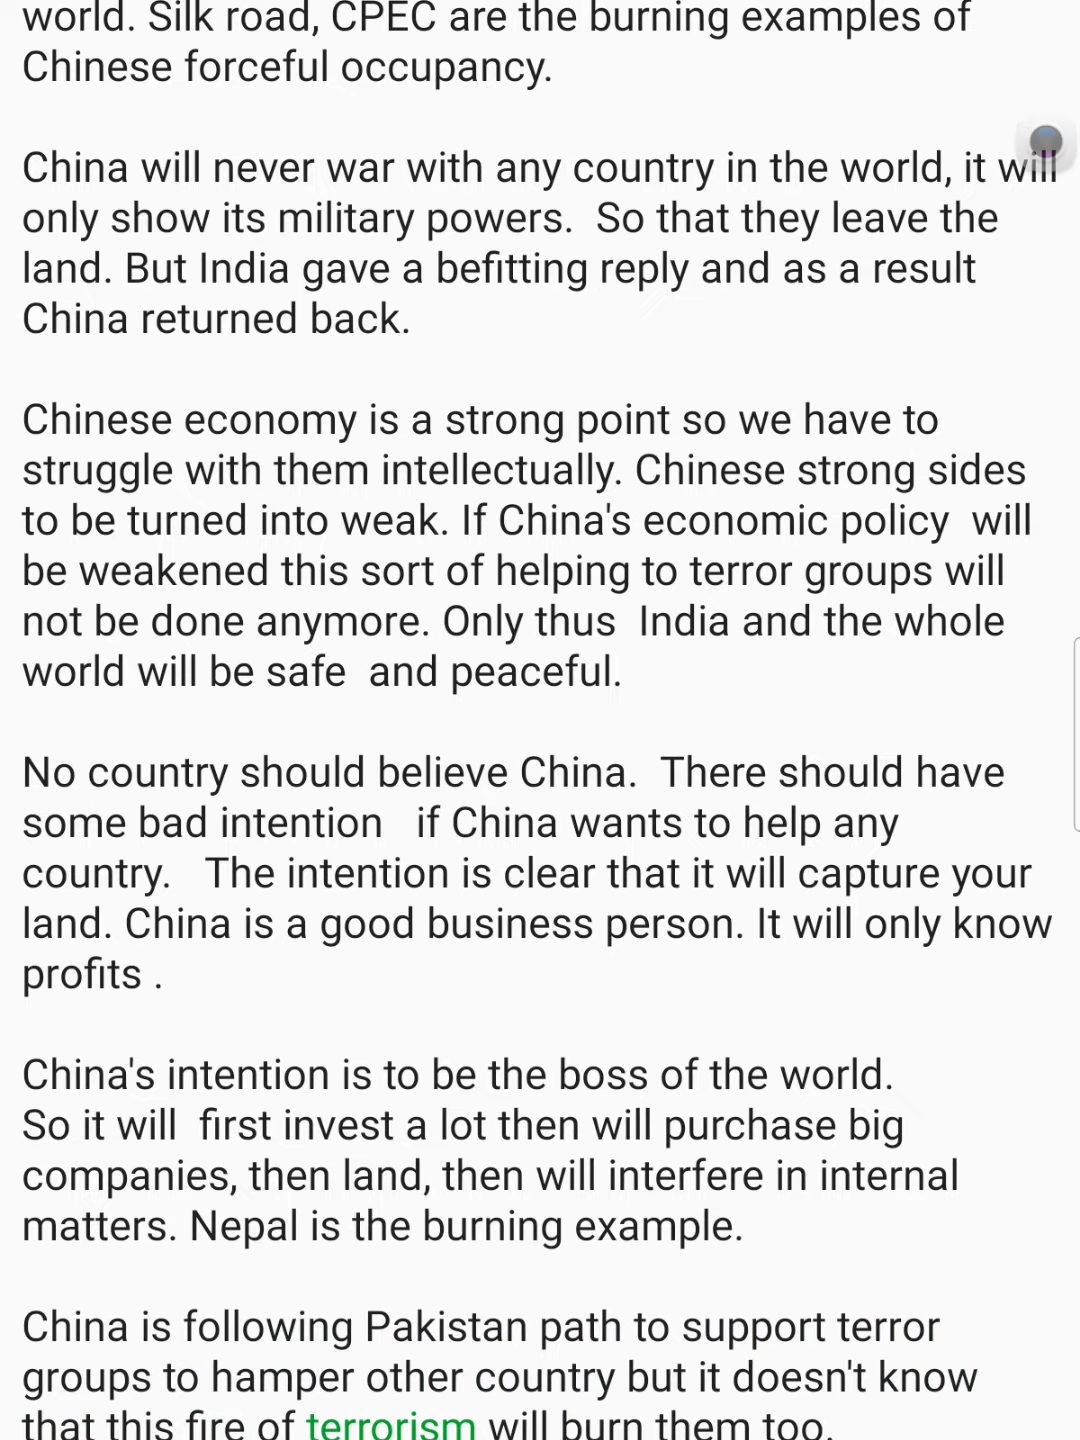 world. Silk road, CPEC are the burning examples of
Chinese forceful occupancy.
China will never war with any country in the world, it will
only show its military powers.  So that they leave the
land. But India gave a befitting reply and as a result
China returned back.
Chinese economy is a strong point so we have to
struggle with them intellectually. Chinese strong sides
to be turned into weak. If China's economic policy  will
be weakened this sort of helping to terror groups will
not be done anymore. Only thus  India and the whole
world will be safe  and peaceful.
No country should believe China.  There should have
some bad intention   if China wants to help any
country.   The intention is clear that it will capture your
land. China is a good business person. It will only know
profits .
China's intention is to be the boss of the world.
So it will  first invest a lot then will purchase big
companies, then land, then will interfere in internal
matters. Nepal is the burning example.
China is following Pakistan path to support terror
groups to hamper other country but it doesn't know
that this fire of terrorism will burn them too.